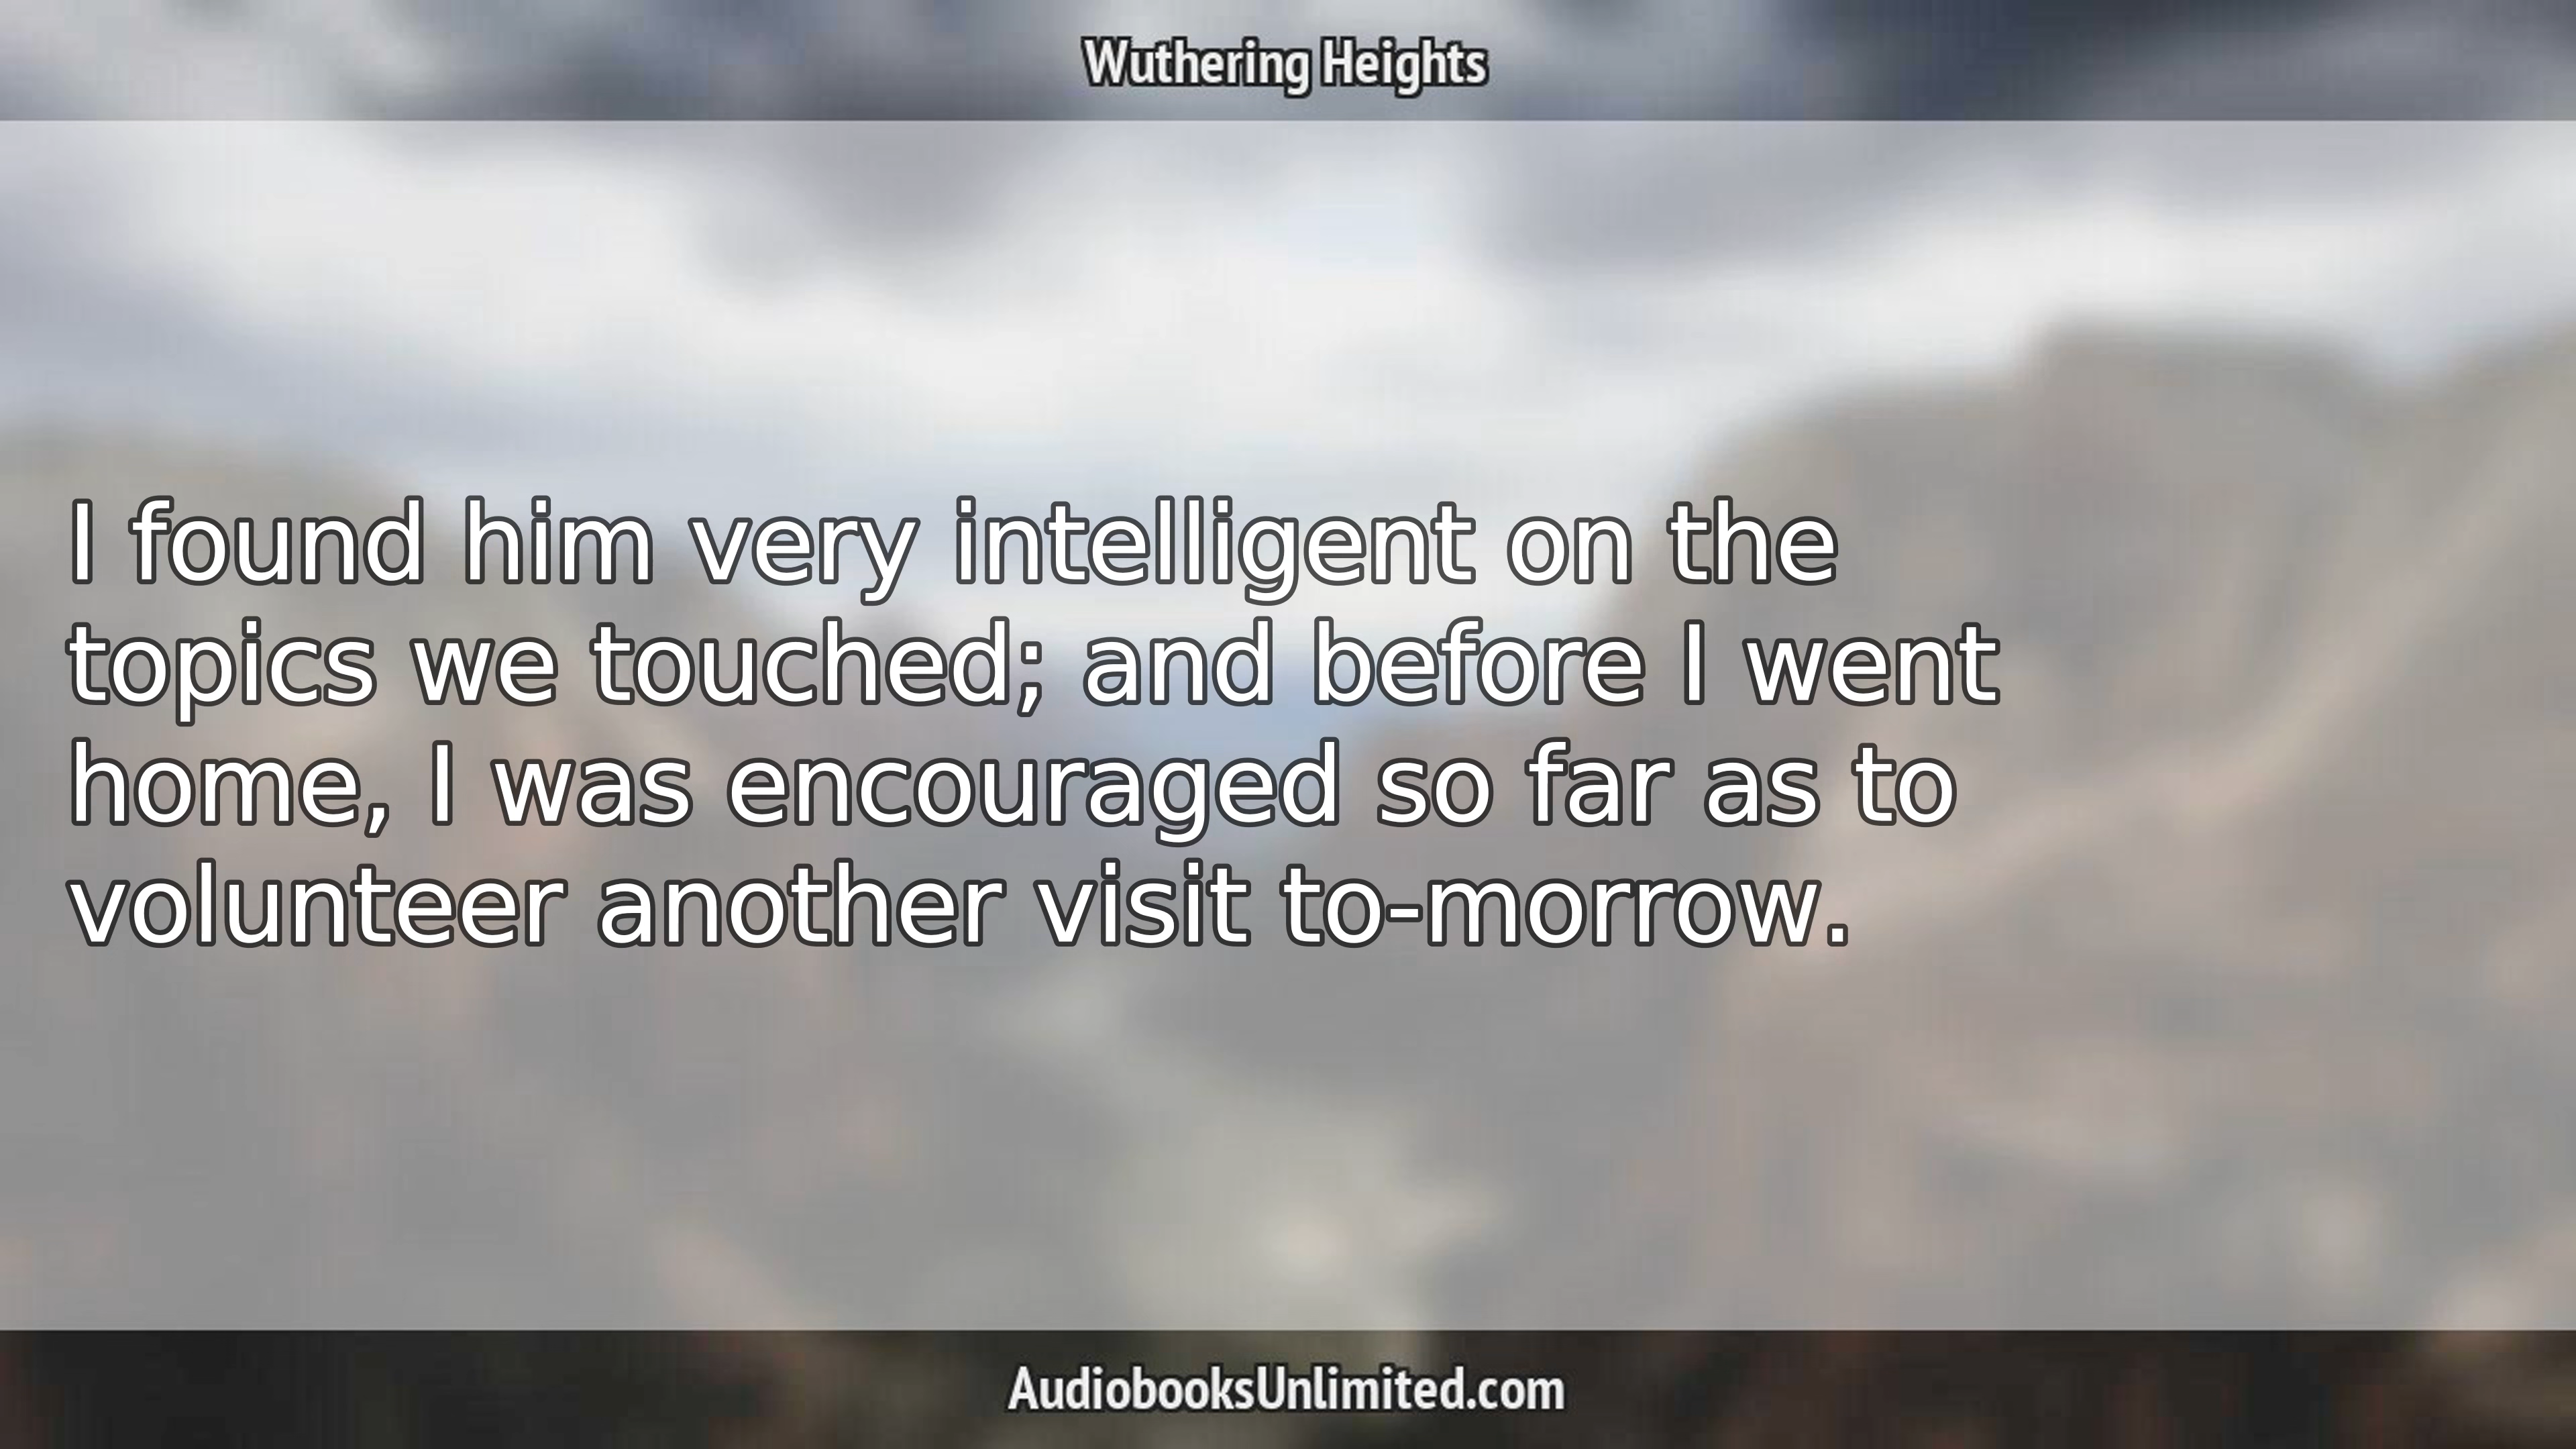 Wuthering Heights
I found him very intelligent on the
topics we touched; and before I went
home, I was encouraged so far as to
volunteer another visit to-morrow.
AudiobooksUnlimited.com